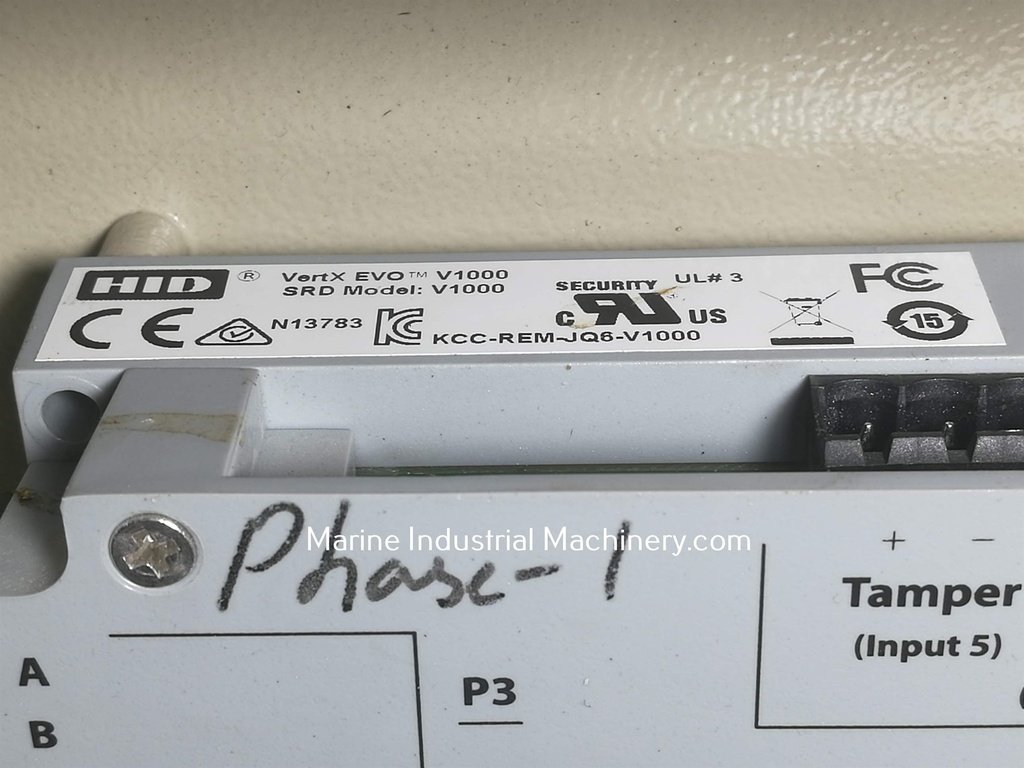 HID ® VertX EVO™ V1000
SRD Model: V1000
CE N13783 KC KCC-REM-JQ6-V1000
SECURITY UL# 3
C RU US
FC
15
Phase-1
Marine Industrial Machinery.com
+ −
Tamper
(Input 5)
A
B
P3